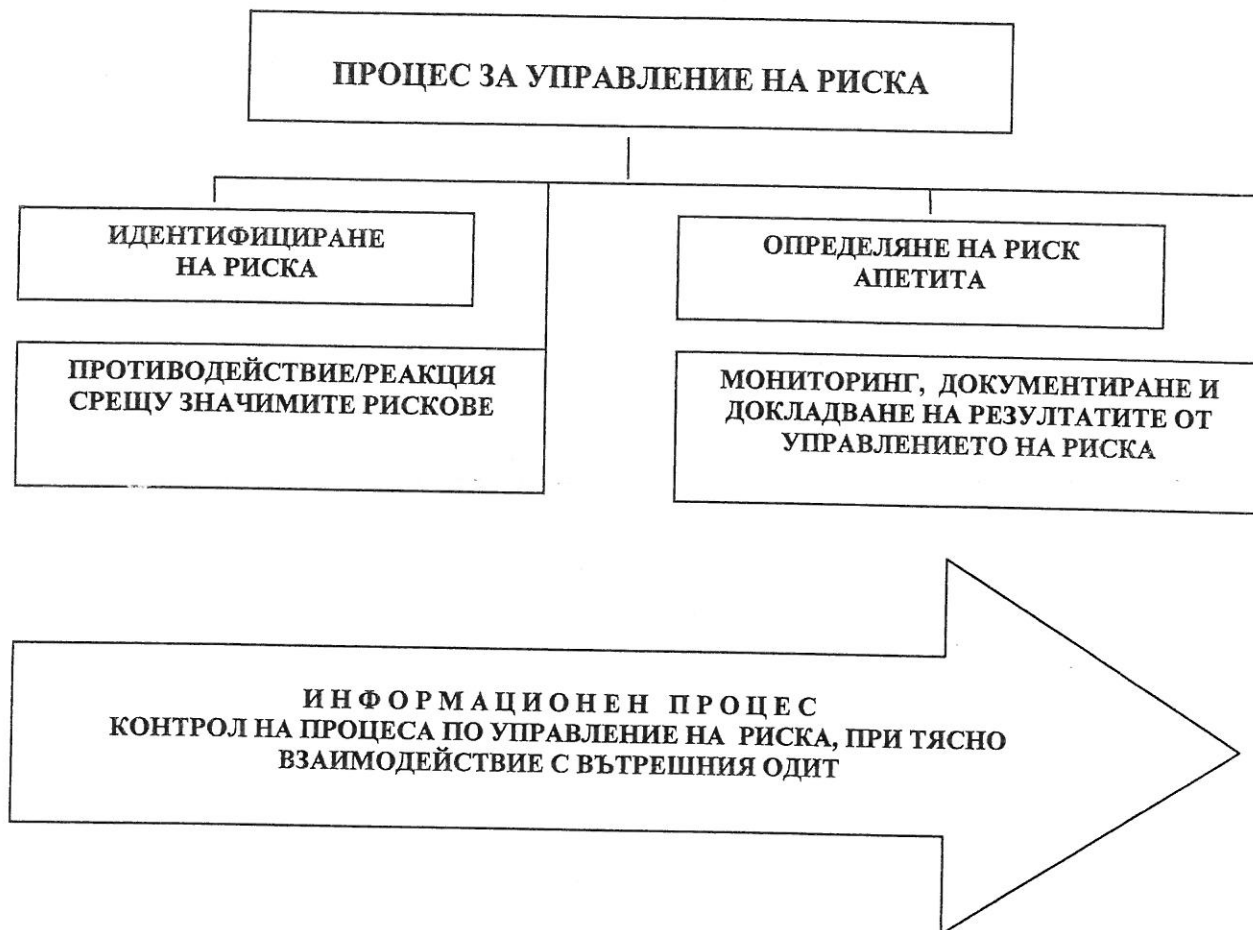 ПРОЦЕС ЗА УПРАВЛЕНИЕ НА РИСКА
ИДЕНТИФИЦИРАНЕ
НА РИСКА
ОПРЕДЕЛЯНЕ НА РИСК
АПЕТИТА
ПРОТИВОДЕЙСТВИЕ/РЕАКЦИЯ
СРЕЩУ ЗНАЧИМИТЕ РИСКОВЕ
МОНИТОРИНГ, ДОКУМЕНТИРАНЕ И
ДОКЛАДВАНЕ НА РЕЗУЛТАТИТЕ ОТ
УПРАВЛЕНИЕТО НА РИСКА
И Н Ф О Р М А Ц И О Н Е Н П Р О Ц Е С
КОНТРОЛ НА ПРОЦЕСА ПО УПРАВЛЕНИЕ НА РИСКА, ПРИ ТЯСНО
ВЗАИМОДЕЙСТВИЕ С ВЪТРЕШНИЯ ОДИТ